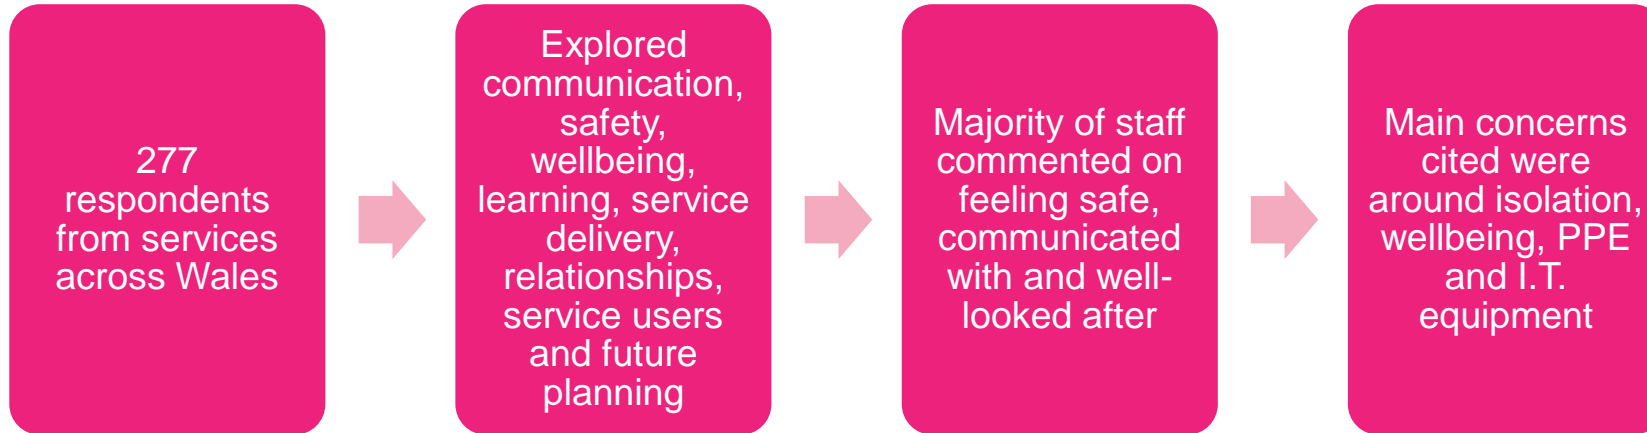 277
respondents
from services
across Wales
Explored
communication,
safety,
wellbeing,
learning, service
delivery,
relationships,
service users
and future
planning
Majority of staff
commented on
feeling safe,
communicated
with and well-
looked after
Main concerns
cited were
around isolation,
wellbeing, PPE
and I.T.
equipment